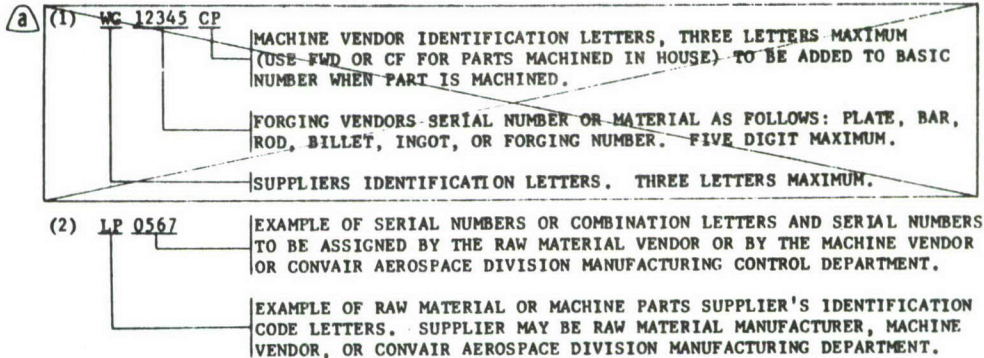 a (1) WG 12345 CP
MACHINE VENDOR IDENTIFICATION LETTERS, THREE LETTERS MAXIMUM
(USE FWD OR CF FOR PARTS MACHINED IN HOUSE) TO BE ADDED TO BASIC
NUMBER WHEN PART IS MACHINED.
FORGING VENDORS SERIAL NUMBER OR MATERIAL AS FOLLOWS: PLATE, BAR,
ROD, BILLET, INGOT, OR FORGING NUMBER. FIVE DIGIT MAXIMUM.
SUPPLIERS IDENTIFICATION LETTERS. THREE LETTERS MAXIMUM.
(2) LP 0567
EXAMPLE OF SERIAL NUMBERS OR COMBINATION LETTERS AND SERIAL NUMBERS
TO BE ASSIGNED BY THE RAW MATERIAL VENDOR OR BY THE MACHINE VENDOR
OR CONVAIR AEROSPACE DIVISION MANUFACTURING CONTROL DEPARTMENT.
EXAMPLE OF RAW MATERIAL OR MACHINE PARTS SUPPLIER'S IDENTIFICATION
CODE LETTERS. SUPPLIER MAY BE RAW MATERIAL MANUFACTURER, MACHINE
VENDOR, OR CONVAIR AEROSPACE DIVISION MANUFACTURING DEPARTMENT.